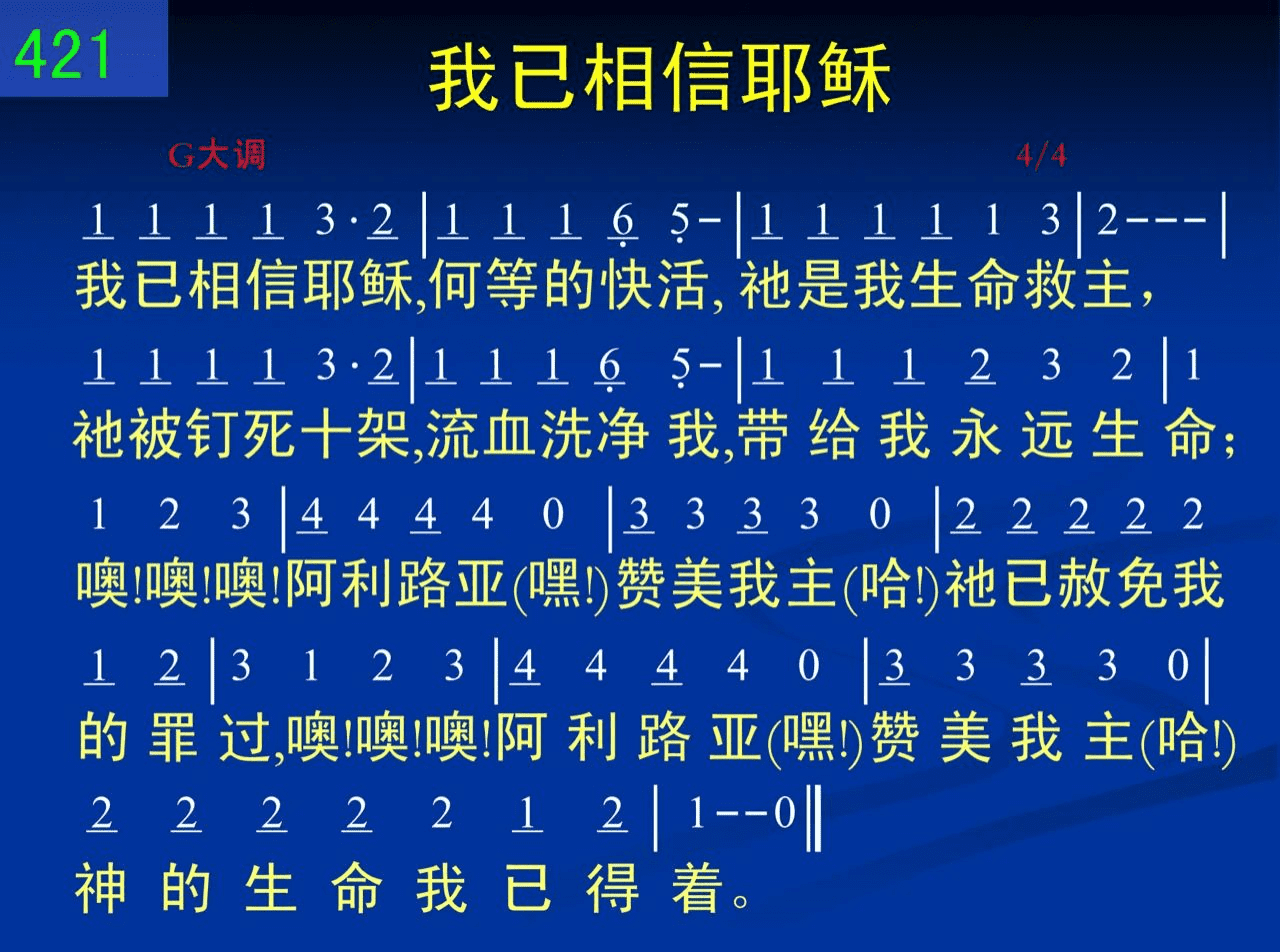 421
我已相信耶稣
G大调 4/4
1 1 1 1 3·2|1 1 1 6 5-|1 1 1 1 1 3|2---|
我已相信耶稣,何等的快活, 祂是我生命救主，
1 1 1 1 3·2|1 1 1 6 5-|1 1 1 2 3 2|1
祂被钉死十架,流血洗净我,带给我永远生命；
1 2 3|4 4 4 4 0|3 3 3 3 0|2 2 2 2 2
噢!噢!噢!阿利路亚(嘿!)赞美我主(哈!)祂已赦免我
1 2|3 1 2 3|4 4 4 4 0|3 3 3 3 0|
的罪过,噢!噢!噢!阿利路亚(嘿!)赞美我主(哈!)
2 2 2 2 2 1 2|1--0‖
神的生命我已得着。